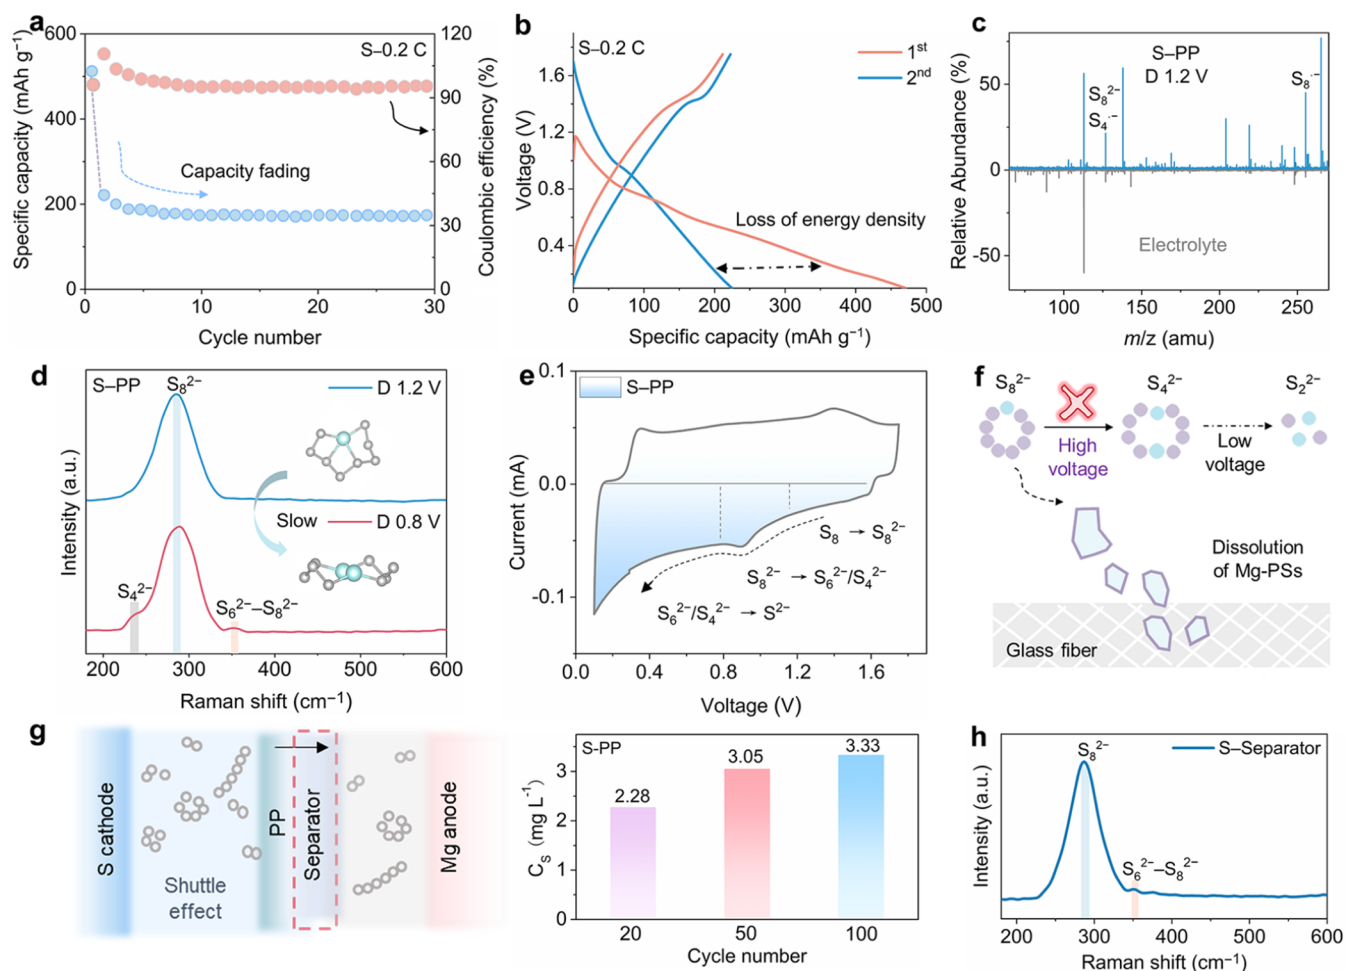 a
S–0.2 C
Specific capacity (mAh g⁻¹)
600
400
200
0
Capacity fading
Coulombic efficiency (%)
120
90
60
30
0
0
10
20
30
Cycle number
b
S–0.2 C
1ˢᵗ
2ⁿᵈ
Voltage (V)
1.6
1.2
0.8
0.4
Loss of energy density
0
100
200
300
400
500
Specific capacity (mAh g⁻¹)
c
S–PP
D 1.2 V
Relative Abundance (%)
50
0
-50
S₈²⁻
S₄·⁻
S₈·⁻
Electrolyte
100
150
200
250
m/z (amu)
d
S–PP
S₈²⁻
D 1.2 V
Intensity (a.u.)
Slow
D 0.8 V
S₄²⁻
S₆²⁻–S₈²⁻
200
300
400
500
600
Raman shift (cm⁻¹)
e
S–PP
Current (mA)
0.1
0.0
-0.1
S₈ → S₈²⁻
S₈²⁻ → S₆²⁻/S₄²⁻
S₆²⁻/S₄²⁻ → S²⁻
0.0
0.4
0.8
1.2
1.6
Voltage (V)
f
S₈²⁻
S₄²⁻
S₂²⁻
High
voltage
Low
voltage
Dissolution
of Mg-PSs
Glass fiber
g
S cathode
Shuttle
effect
PP
Separator
Mg anode
S-PP
C_S (mg L⁻¹)
3
2
1
0
2.28
3.05
3.33
20
50
100
Cycle number
h
S₈²⁻
S–Separator
Intensity (a.u.)
S₆²⁻–S₈²⁻
200
300
400
500
600
Raman shift (cm⁻¹)